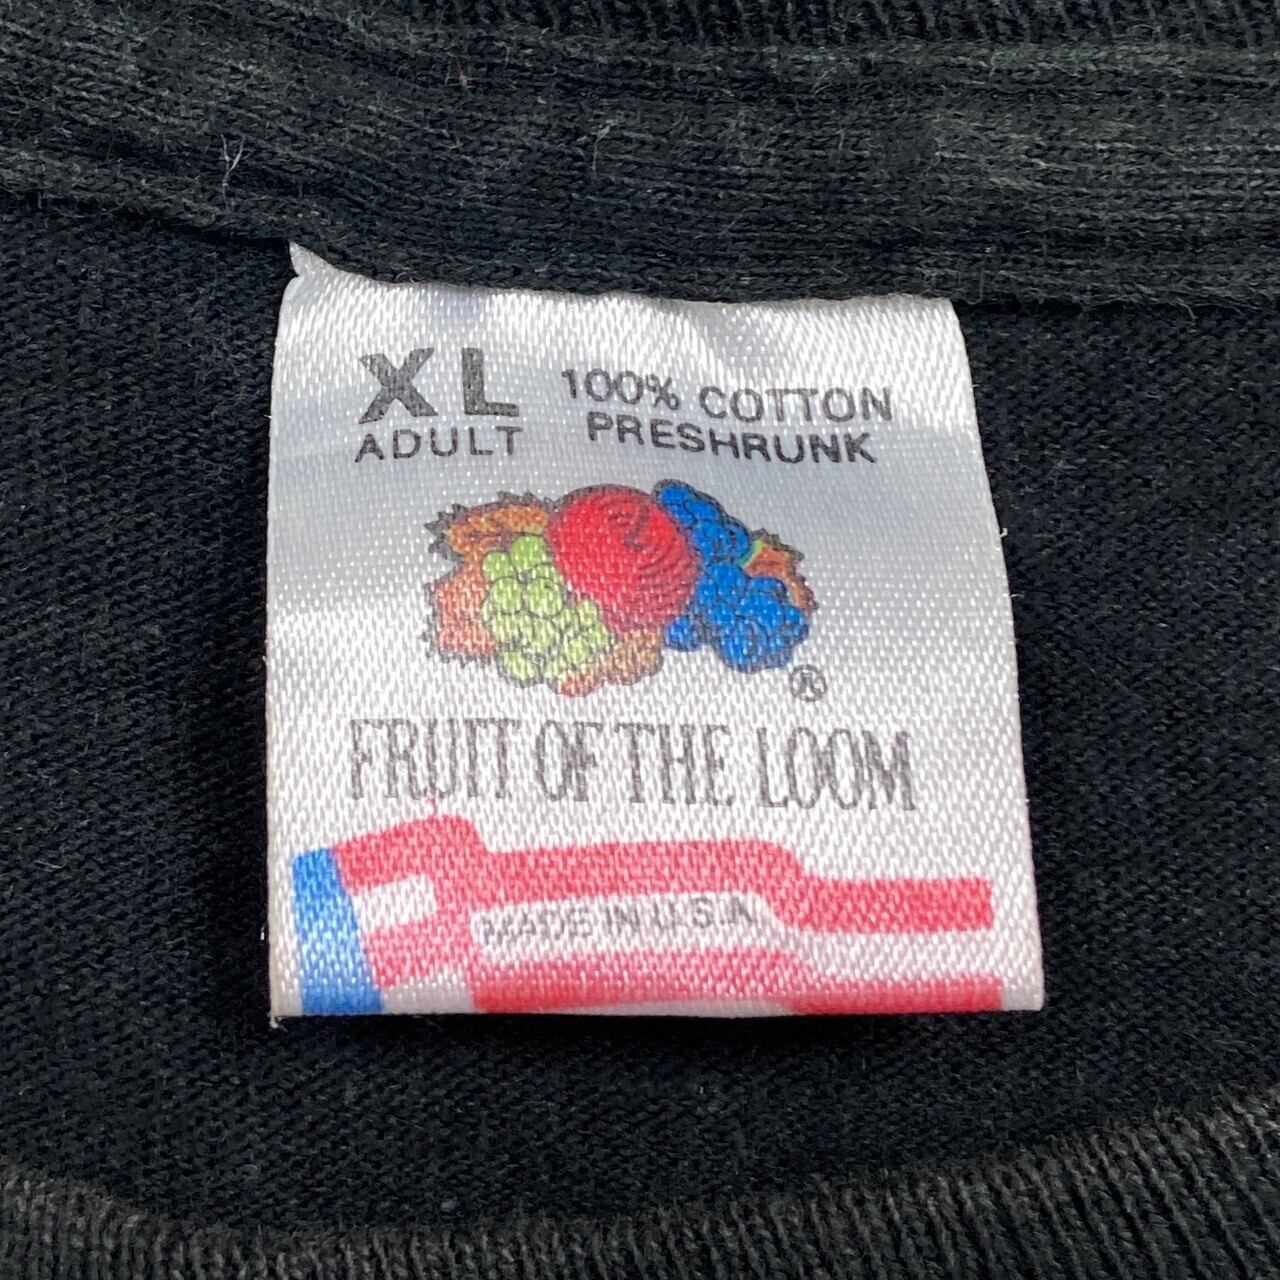 XL
ADULT
100% COTTON
PRESHRUNK
®
FRUIT OF THE LOOM
MADE IN U.S.A.